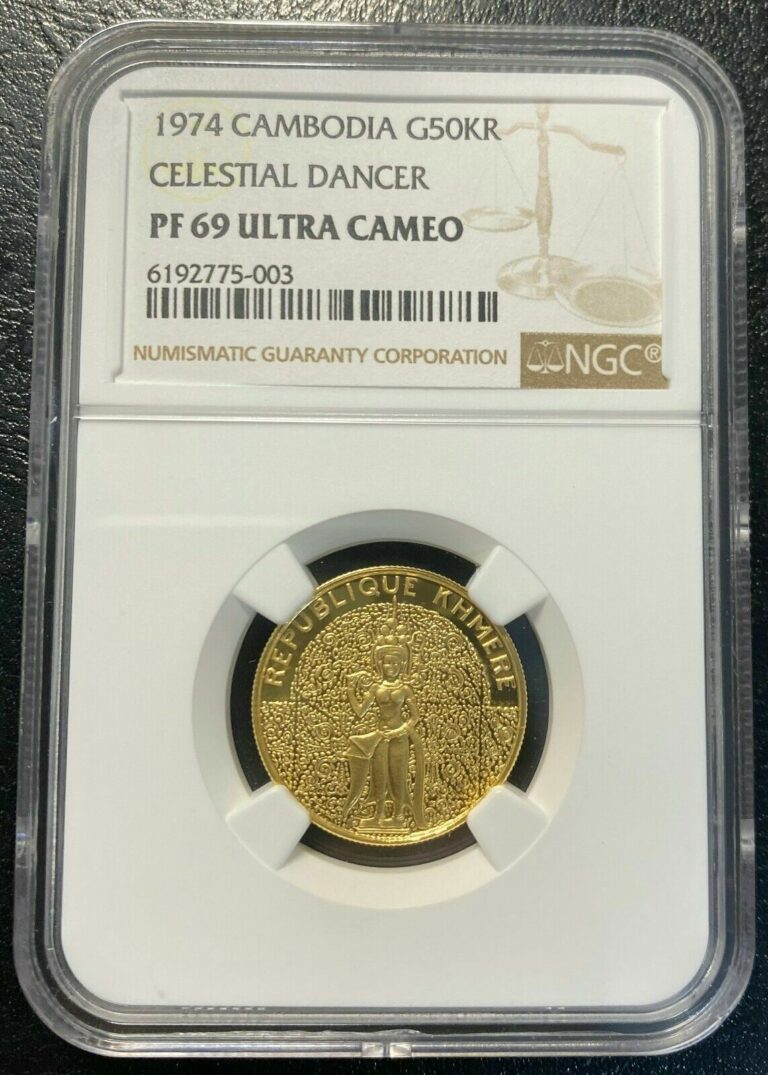 1974 CAMBODIA G50KR
CELESTIAL DANCER
PF 69 ULTRA CAMEO
6192775-003
NUMISMATIC GUARANTY CORPORATION
NGC®
REPUBLIQUE KHMERE